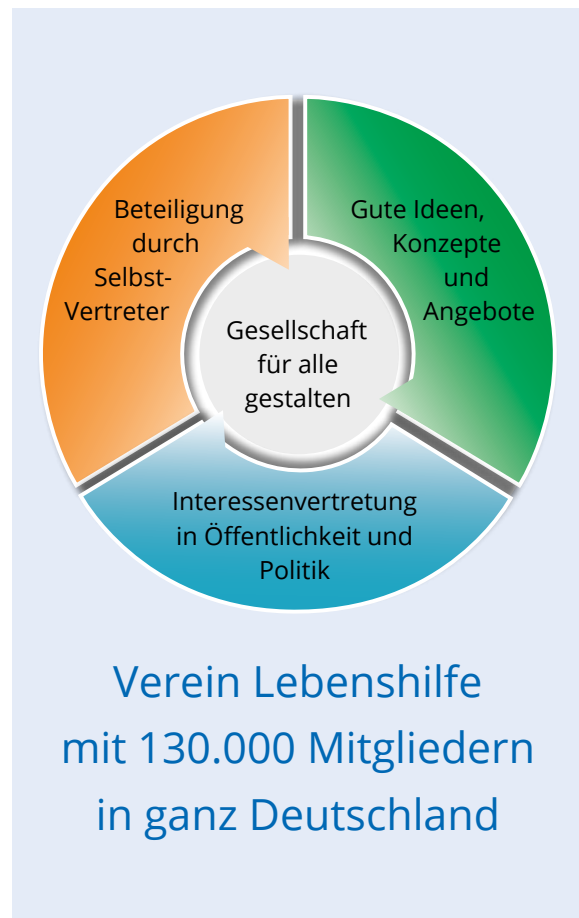 Beteiligung
durch
Selbst-
Vertreter
Gute Ideen,
Konzepte
und
Angebote
Gesellschaft
für alle
gestalten
Interessenvertretung
in Öffentlichkeit und
Politik
Verein Lebenshilfe
mit 130.000 Mitgliedern
in ganz Deutschland